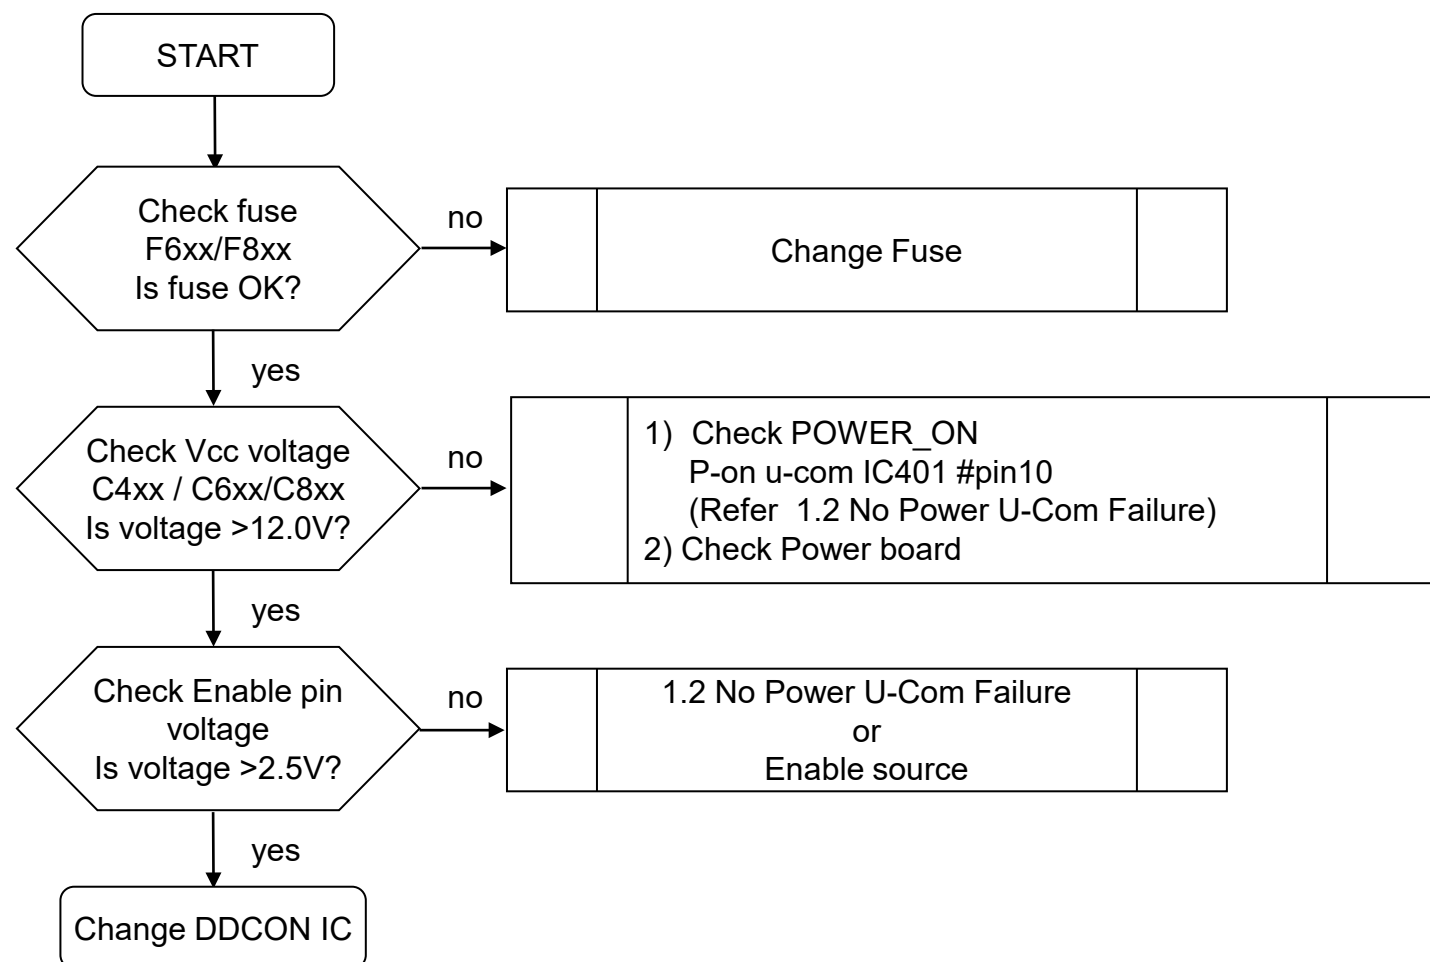 START
Check fuse
F6xx/F8xx
Is fuse OK?
no
Change Fuse
yes
Check Vcc voltage
C4xx / C6xx/C8xx
Is voltage >12.0V?
no
1) Check POWER_ON
P-on u-com IC401 #pin10
(Refer 1.2 No Power U-Com Failure)
2) Check Power board
yes
Check Enable pin
voltage
Is voltage >2.5V?
no
1.2 No Power U-Com Failure
or
Enable source
yes
Change DDCON IC